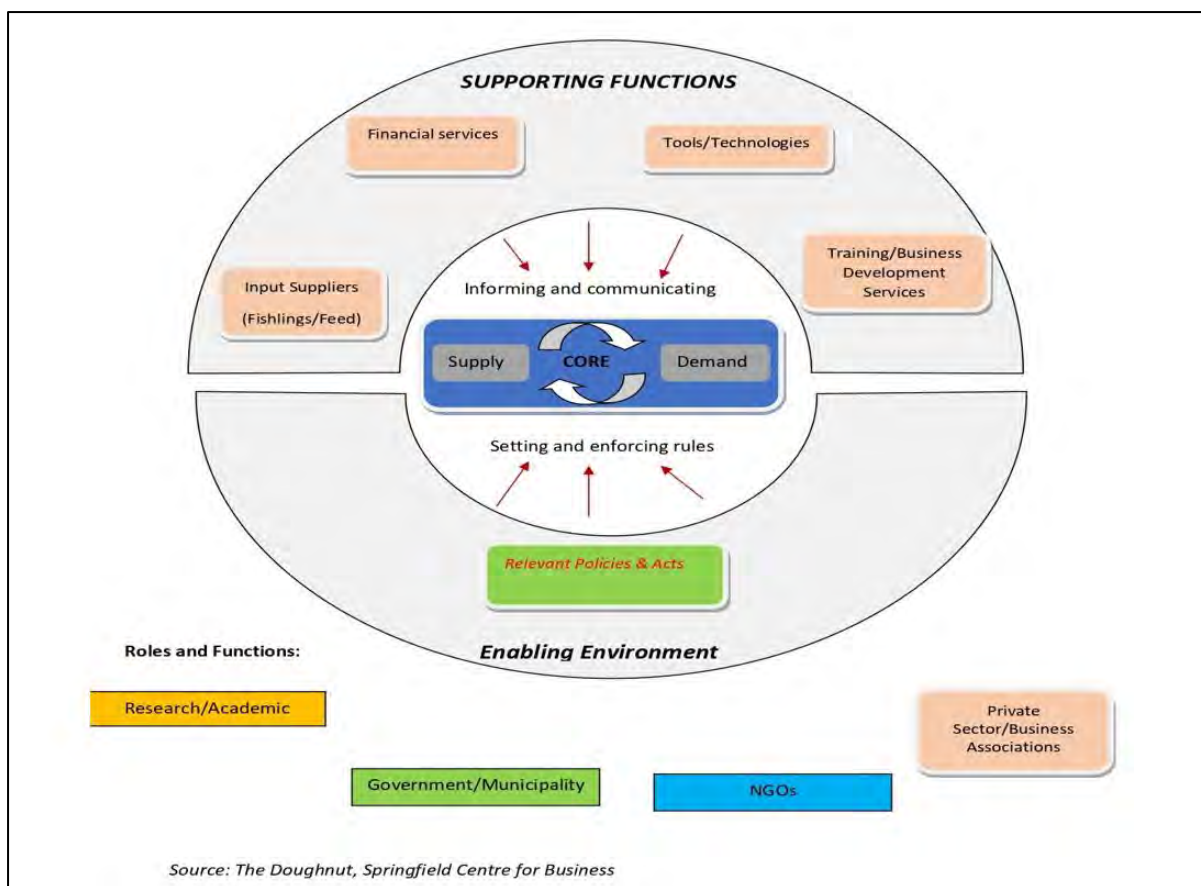 SUPPORTING FUNCTIONS
Financial services
Tools/Technologies
Input Suppliers
(Fishlings/Feed)
Training/Business
Development
Services
Informing and communicating
Supply
CORE
Demand
Setting and enforcing rules
Relevant Policies & Acts
Enabling Environment
Roles and Functions:
Research/Academic
Private
Sector/Business
Associations
Government/Municipality
NGOs
Source: The Doughnut, Springfield Centre for Business